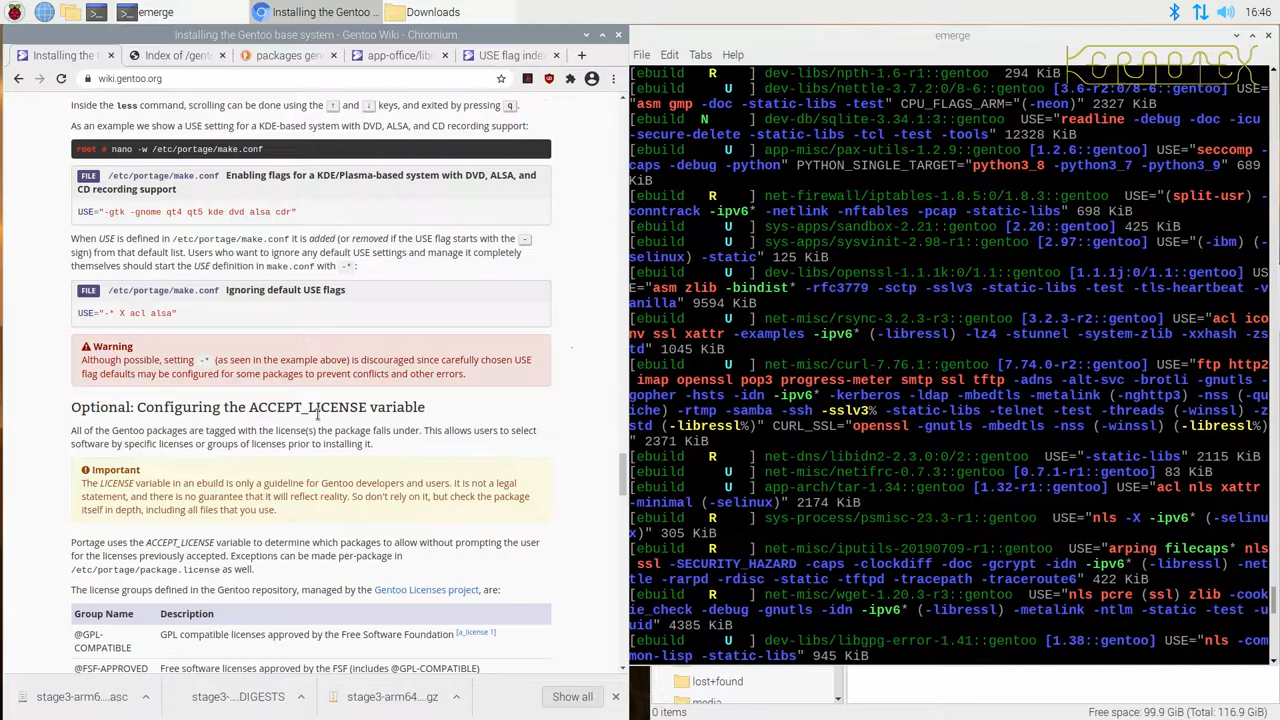 emerge
Installing the Gentoo ...
Downloads
16:46
Installing the Gentoo base system - Gentoo Wiki - Chromium
Installing the
Index of /gent
packages gen
app-office/lib
USE flag index
wiki.gentoo.org
Inside the less command, scrolling can be done using the ↑ and ↓ keys, and exited by pressing q.
As an example we show a USE setting for a KDE-based system with DVD, ALSA, and CD recording support:
root # nano -w /etc/portage/make.conf
FILE /etc/portage/make.conf Enabling flags for a KDE/Plasma-based system with DVD, ALSA, and
CD recording support
USE="-gtk -gnome qt4 qt5 kde dvd alsa cdr"
When USE is defined in /etc/portage/make.conf it is added (or removed if the USE flag starts with the -
sign) from that default list. Users who want to ignore any default USE settings and manage it completely
themselves should start the USE definition in make.conf with -*:
FILE /etc/portage/make.conf Ignoring default USE flags
USE="-* X acl alsa"
Warning
Although possible, setting -* (as seen in the example above) is discouraged since carefully chosen USE
flag defaults may be configured for some packages to prevent conflicts and other errors.
Optional: Configuring the ACCEPT_LICENSE variable
All of the Gentoo packages are tagged with the license(s) the package falls under. This allows users to select
software by specific licenses or groups of licenses prior to installing it.
Important
The LICENSE variable in an ebuild is only a guideline for Gentoo developers and users. It is not a legal
statement, and there is no guarantee that it will reflect reality. So don't rely on it, but check the package
itself in depth, including all files that you use.
Portage uses the ACCEPT_LICENSE variable to determine which packages to allow without prompting the user
for the licenses previously accepted. Exceptions can be made per-package in
/etc/portage/package.license as well.
The license groups defined in the Gentoo repository, managed by the Gentoo Licenses project, are:
Group Name Description
@GPL-
COMPATIBLE
GPL compatible licenses approved by the Free Software Foundation [a_license 1]
@FSF-APPROVED Free software licenses approved by the FSF (includes @GPL-COMPATIBLE)
stage3-arm6....asc
stage3-....DIGESTS
stage3-arm64....gz
Show all
emerge
File Edit Tabs Help
[ebuild R ] dev-libs/npth-1.6-r1::gentoo 294 KiB
[ebuild U ] dev-libs/nettle-3.7.2:0/8-6::gentoo [3.6-r2:0/8-6::gentoo] USE=
"asm gmp -doc -static-libs -test" CPU_FLAGS_ARM="(-neon)" 2327 KiB
[ebuild N ] dev-db/sqlite-3.34.1:3::gentoo USE="readline -debug -doc -icu
-secure-delete -static-libs -tcl -test -tools" 12328 KiB
[ebuild U ] app-misc/pax-utils-1.2.9::gentoo [1.2.6::gentoo] USE="seccomp -
caps -debug -python" PYTHON_SINGLE_TARGET="python3_8 -python3_7 -python3_9" 689
KiB
[ebuild R ] net-firewall/iptables-1.8.5:0/1.8.3::gentoo USE="(split-usr) -
conntrack -ipv6* -netlink -nftables -pcap -static-libs" 698 KiB
[ebuild U ] sys-apps/sandbox-2.21::gentoo [2.20::gentoo] 425 KiB
[ebuild U ] sys-apps/sysvinit-2.98-r1::gentoo [2.97::gentoo] USE="(-ibm) (-
selinux) -static" 125 KiB
[ebuild U ] dev-libs/openssl-1.1.1k:0/1.1::gentoo [1.1.1j:0/1.1::gentoo] US
E="asm zlib -bindist* -rfc3779 -sctp -sslv3 -static-libs -test -tls-heartbeat -v
anilla" 9594 KiB
[ebuild U ] net-misc/rsync-3.2.3-r3::gentoo [3.2.3-r2::gentoo] USE="acl ico
nv ssl xattr -examples -ipv6* (-libressl) -lz4 -stunnel -system-zlib -xxhash -zs
td" 1045 KiB
[ebuild U ] net-misc/curl-7.76.1::gentoo [7.74.0-r2::gentoo] USE="ftp http2
imap openssl pop3 progress-meter smtp ssl tftp -adns -alt-svc -brotli -gnutls -
gopher -hsts -idn -ipv6* -kerberos -ldap -mbedtls -metalink (-nghttp3) -nss (-qu
iche) -rtmp -samba -ssh -sslv3% -static-libs -telnet -test -threads (-winssl) -z
std (-libressl%)" CURL_SSL="openssl -gnutls -mbedtls -nss (-winssl) (-libressl%)
" 2371 KiB
[ebuild R ] net-dns/libidn2-2.3.0:0/2::gentoo USE="-static-libs" 2115 KiB
[ebuild U ] net-misc/netifrc-0.7.3::gentoo [0.7.1-r1::gentoo] 83 KiB
[ebuild U ] app-arch/tar-1.34::gentoo [1.32-r1::gentoo] USE="acl nls xattr
-minimal (-selinux)" 2174 KiB
[ebuild R ] sys-process/psmisc-23.3-r1::gentoo USE="nls -X -ipv6* (-selinu
x)" 305 KiB
[ebuild R ] net-misc/iputils-20190709-r1::gentoo USE="arping filecaps* nls
ssl -SECURITY_HAZARD -caps -clockdiff -doc -gcrypt -idn -ipv6* (-libressl) -net
tle -rarpd -rdisc -static -tftpd -tracepath -traceroute6" 422 KiB
[ebuild R ] net-misc/wget-1.20.3-r3::gentoo USE="nls pcre (ssl) zlib -cook
ie_check -debug -gnutls -idn -ipv6* (-libressl) -metalink -ntlm -static -test -u
uid" 4385 KiB
[ebuild U ] dev-libs/libgpg-error-1.41::gentoo [1.38::gentoo] USE="nls -com
mon-lisp -static-libs" 945 KiB
lost+found
media
0 items
Free space: 99.9 GiB (Total: 116.9 GiB)